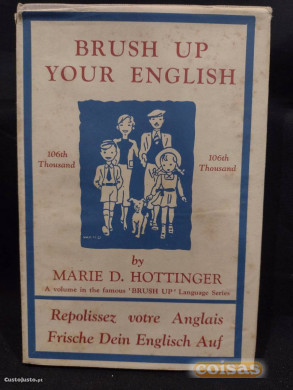 BRUSH UP
YOUR ENGLISH
106th
Thousand
106th
Thousand
by
MARIE D. HOTTINGER
A volume in the famous "BRUSH UP" Language Series
Repolissez votre Anglais
Frische Dein Englisch Auf
CustoJusto.pt
coisas